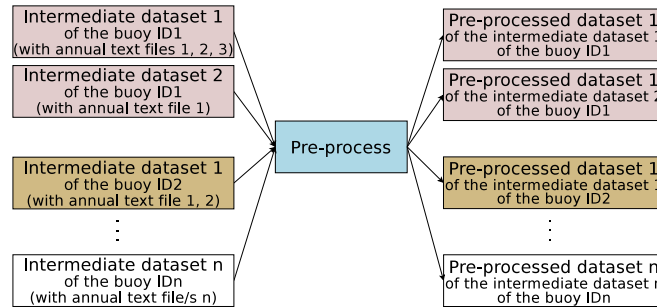 Intermediate dataset 1
of the buoy ID1
(with annual text files 1, 2, 3)
Intermediate dataset 2
of the buoy ID1
(with annual text file 1)
Intermediate dataset 1
of the buoy ID2
(with annual text file 1, 2)
Intermediate dataset n
of the buoy IDn
(with annual text file/s n)
Pre-process
Pre-processed dataset 1
of the intermediate dataset 1
of the buoy ID1
Pre-processed dataset 1
of the intermediate dataset 2
of the buoy ID1
Pre-processed dataset 1
of the intermediate dataset 1
of the buoy ID2
Pre-processed dataset n
of the intermediate dataset n
of the buoy IDn